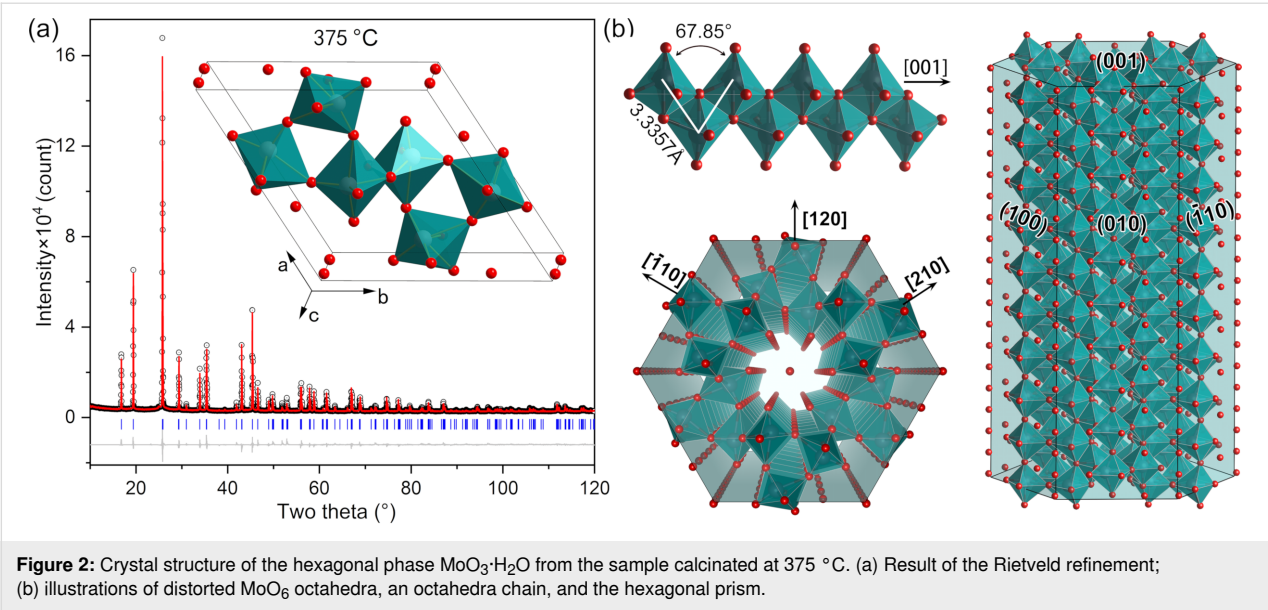 (a)
375 °C
16
12
8
4
0
Intensity×10⁴ (count)
a
b
c
20 40 60 80 100 120
Two theta (°)
(b)
67.85°
[001]
3.3357Å
[120]
[1̄10]
[210]
(001)
(100)
(010)
(1̄10)
Figure 2: Crystal structure of the hexagonal phase MoO₃·H₂O from the sample calcinated at 375 °C. (a) Result of the Rietveld refinement;
(b) illustrations of distorted MoO₆ octahedra, an octahedra chain, and the hexagonal prism.